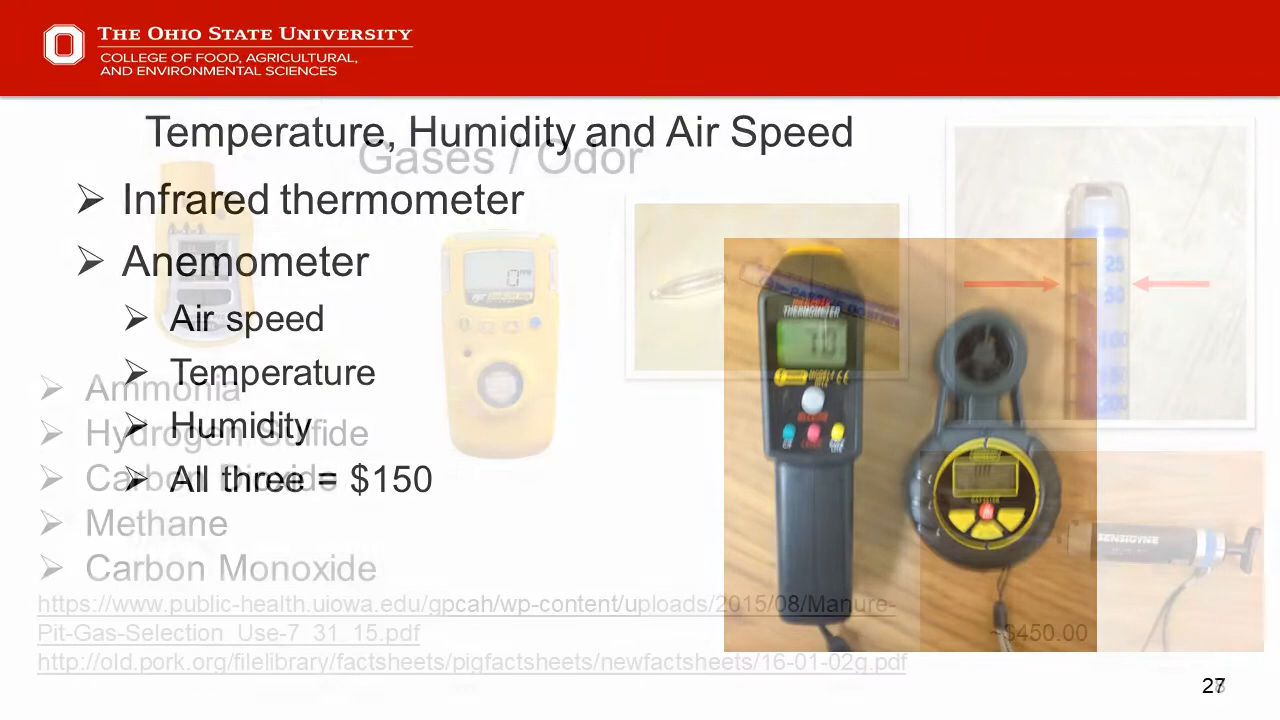 THE OHIO STATE UNIVERSITY
COLLEGE OF FOOD, AGRICULTURAL,
AND ENVIRONMENTAL SCIENCES
Temperature, Humidity and Air Speed
Gases / Odor
➢ Infrared thermometer
➢ Anemometer
➢ Air speed
➢ Temperature
➢ Humidity
➢ All three = $150
➢ Ammonia
➢ Hydrogen Sulfide
➢ Carbon Dioxide
➢ Methane
➢ Carbon Monoxide
https://www.public-health.uiowa.edu/gpcah/wp-content/uploads/2015/08/Manure-
Pit-Gas-Selection_Use-7_31_15.pdf
http://old.pork.org/filelibrary/factsheets/pigfactsheets/newfactsheets/16-01-02g.pdf
THERMOMETER
25
50
100
150
200
SENSIDYNE
~$450.00
27